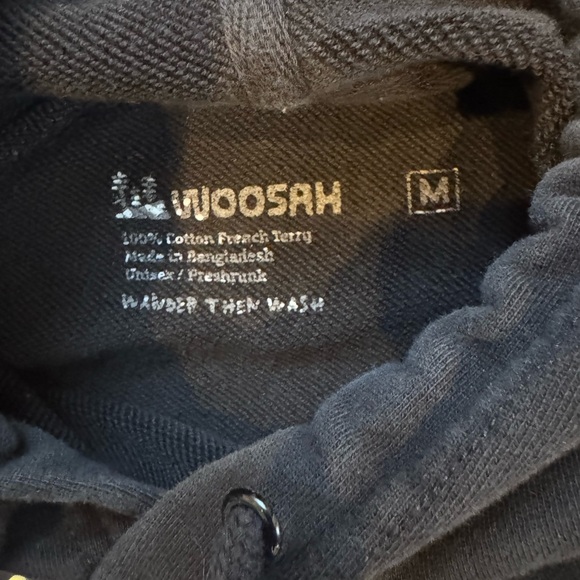 WOOSAH M
100% Cotton French Terry
Made in Bangladesh
Unisex / Preshrunk
WANDER THEN WASH